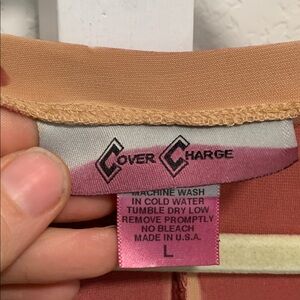 COVER CHARGE
MACHINE WASH
IN COLD WATER
TUMBLE DRY LOW
REMOVE PROMPTLY
NO BLEACH
MADE IN U.S.A.
L